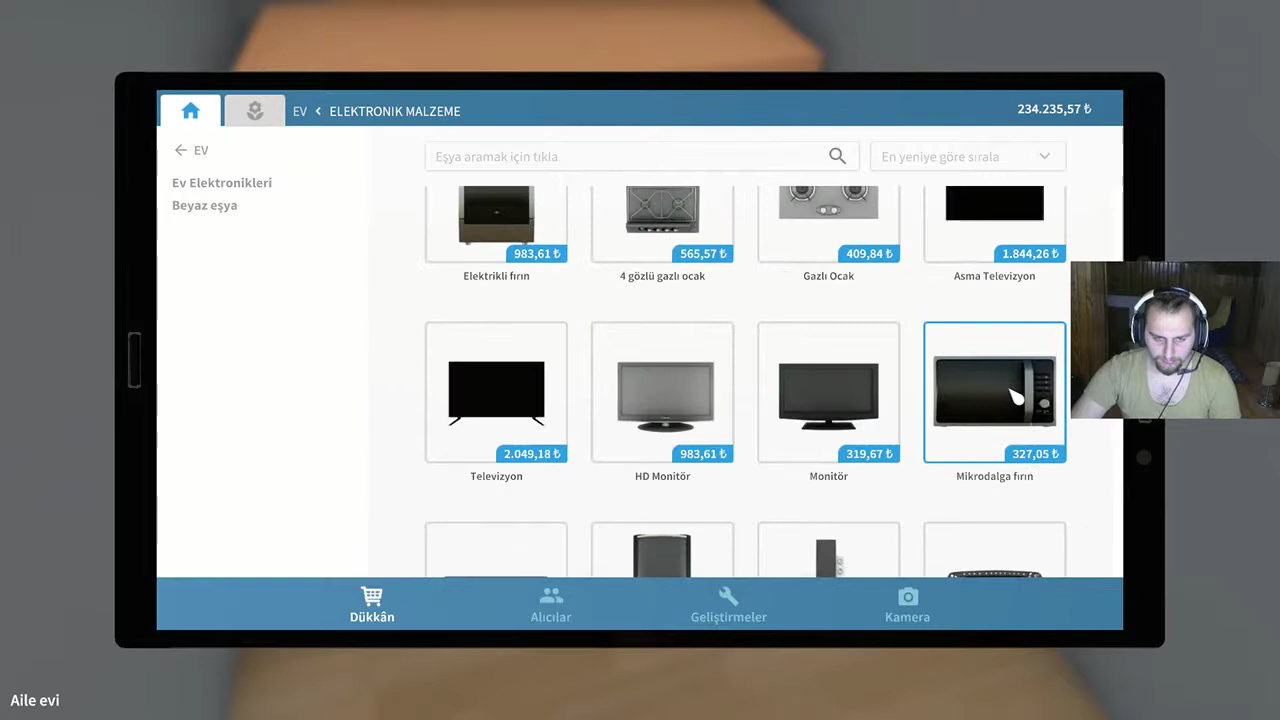 EV < ELEKTRONIK MALZEME
234.235,57 ₺
← EV
Ev Elektronikleri
Beyaz eşya
Eşya aramak için tıkla
En yeniye göre sırala
983,61 ₺
565,57 ₺
409,84 ₺
1.844,26 ₺
Elektrikli fırın
4 gözlü gazlı ocak
Gazlı Ocak
Asma Televizyon
2.049,18 ₺
983,61 ₺
319,67 ₺
327,05 ₺
Televizyon
HD Monitör
Monitör
Mikrodalga fırın
Dükkân
Alıcılar
Geliştirmeler
Kamera
Aile evi